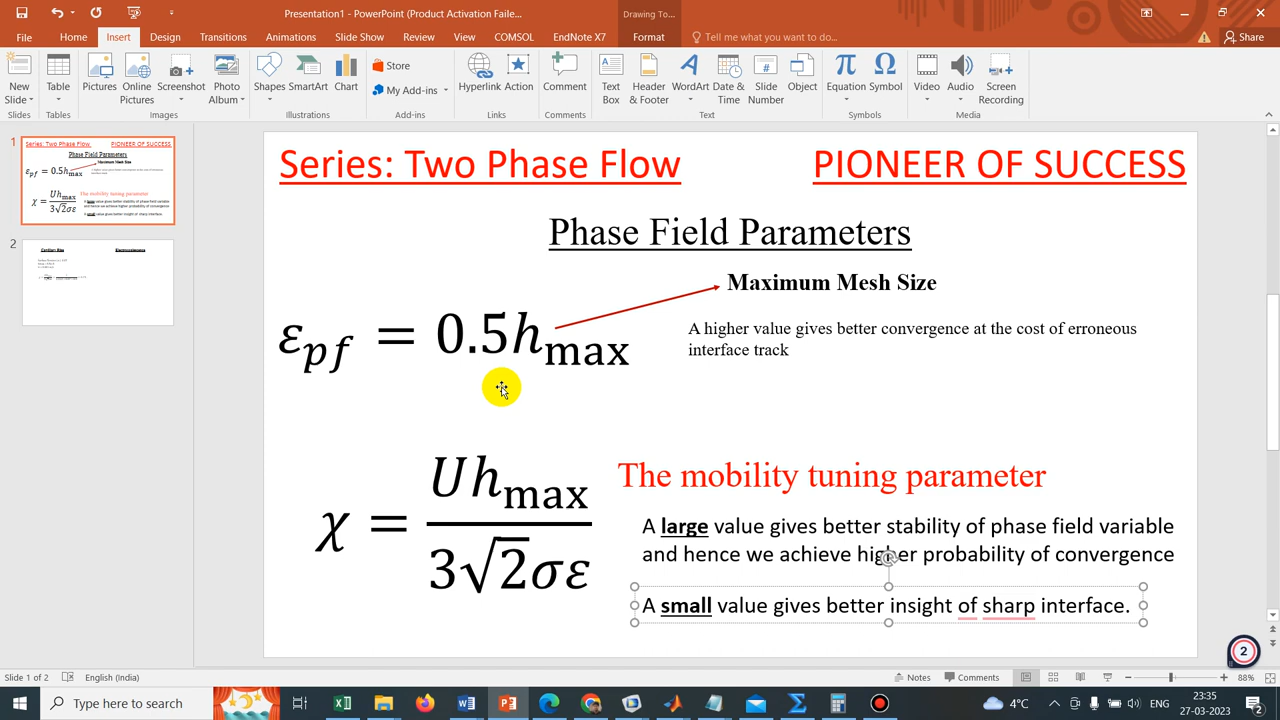 Presentation1 - PowerPoint (Product Activation Faile...
Drawing To...
File Home Insert Design Transitions Animations Slide Show Review View COMSOL EndNote X7 Format Tell me what you want to do... Share
New Slide
Table
Pictures
Online Pictures
Screenshot
Photo Album
Shapes
SmartArt
Chart
Store
My Add-ins
Hyperlink
Action
Comment
Text Box
Header & Footer
WordArt
Date & Time
Slide Number
Object
Equation
Symbol
Video
Audio
Screen Recording
Slides Tables Images Illustrations Add-ins Links Comments Text Symbols Media
1
2
Series: Two Phase Flow PIONEER OF SUCCESS
Phase Field Parameters
Maximum Mesh Size
ε_pf = 0.5h_max
A higher value gives better convergence at the cost of erroneous
interface track
χ = Uh_max / 3√2σε
The mobility tuning parameter
A large value gives better stability of phase field variable
and hence we achieve higher probability of convergence
A small value gives better insight of sharp interface.
2
Slide 1 of 2 English (India) Notes Comments 88%
Type here to search
4°C ENG 23:35
27-03-2023